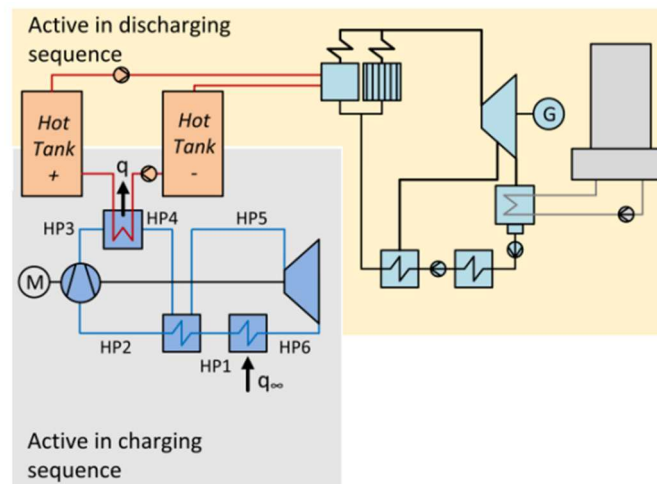 Active in discharging
sequence
Hot
Tank
+
Hot
Tank
-
G
q
HP3
HP4
HP5
M
HP2
HP1
HP6
q∞
Active in charging
sequence